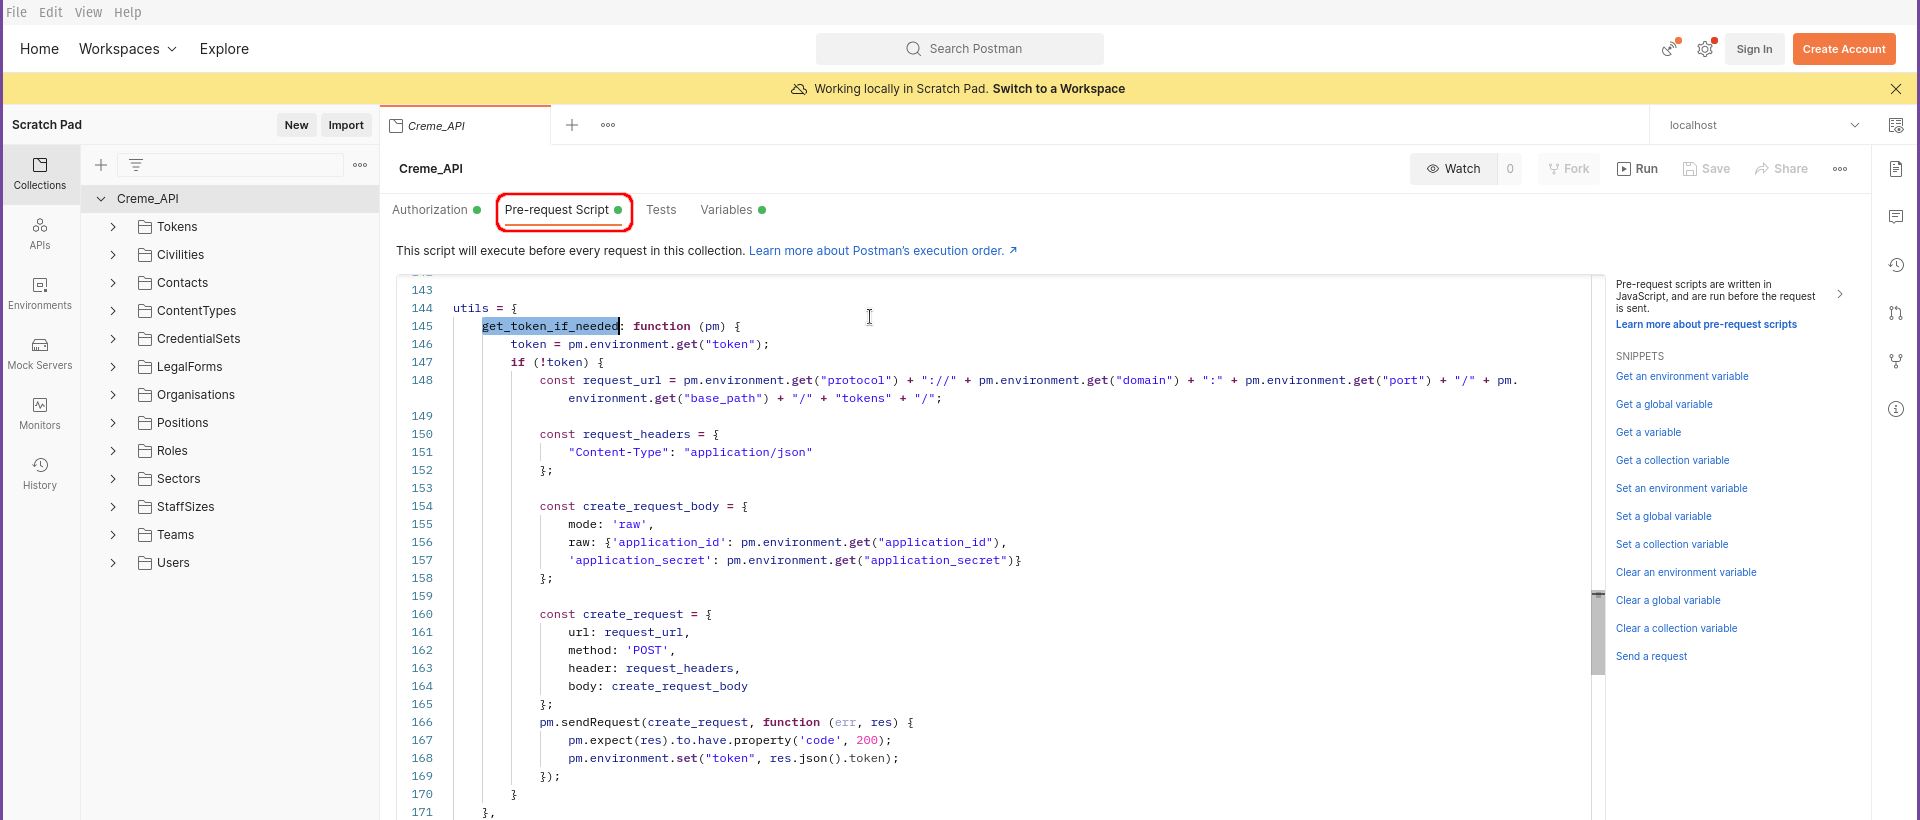 File Edit View Help
Home Workspaces Explore Search Postman Sign In Create Account
Working locally in Scratch Pad. Switch to a Workspace
Scratch Pad New Import Creme_API localhost
Creme_API Watch 0 Fork Run Save Share
Collections
APIs
Environments
Mock Servers
Monitors
History
Creme_API
Tokens
Civilities
Contacts
ContentTypes
CredentialSets
LegalForms
Organisations
Positions
Roles
Sectors
StaffSizes
Teams
Users
Authorization Pre-request Script Tests Variables
This script will execute before every request in this collection. Learn more about Postman's execution order. ↗
143
144 utils = {
145 get_token_if_needed: function (pm) {
146 token = pm.environment.get("token");
147 if (!token) {
148 const request_url = pm.environment.get("protocol") + "://" + pm.environment.get("domain") + ":" + pm.environment.get("port") + "/" + pm.
environment.get("base_path") + "/" + "tokens" + "/";
149
150 const request_headers = {
151 "Content-Type": "application/json"
152 };
153
154 const create_request_body = {
155 mode: 'raw',
156 raw: {'application_id': pm.environment.get("application_id"),
157 'application_secret': pm.environment.get("application_secret")}
158 };
159
160 const create_request = {
161 url: request_url,
162 method: 'POST',
163 header: request_headers,
164 body: create_request_body
165 };
166 pm.sendRequest(create_request, function (err, res) {
167 pm.expect(res).to.have.property('code', 200);
168 pm.environment.set("token", res.json().token);
169 });
170 }
171 },
Pre-request scripts are written in
JavaScript, and are run before the request
is sent.
Learn more about pre-request scripts
SNIPPETS
Get an environment variable
Get a global variable
Get a variable
Get a collection variable
Set an environment variable
Set a global variable
Set a collection variable
Clear an environment variable
Clear a global variable
Clear a collection variable
Send a request